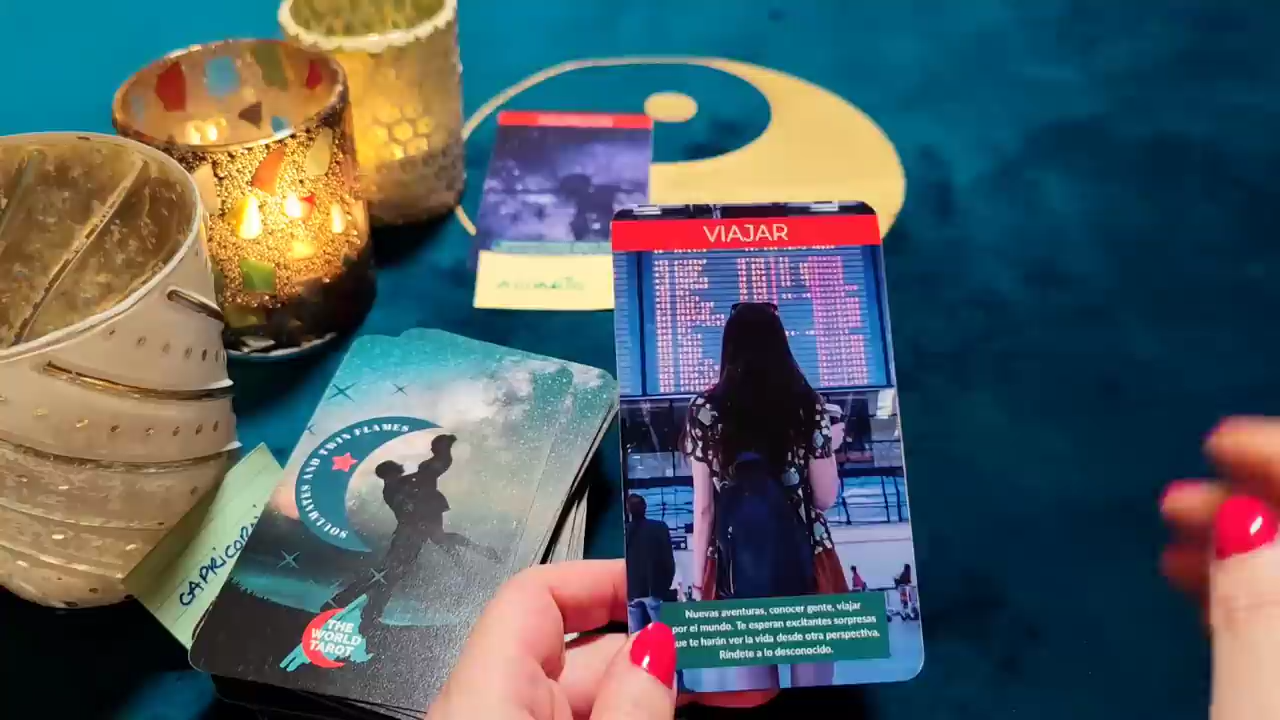 VIAJAR
Nuevas aventuras, conocer gente, viajar
por el mundo. Te esperan excitantes sorpresas
ue te harán ver la vida desde otra perspectiva.
Ríndete a lo desconocido.
SOULMATES AND TWIN FLAMES
THE
WORLD
TAROT
CAPRICORN